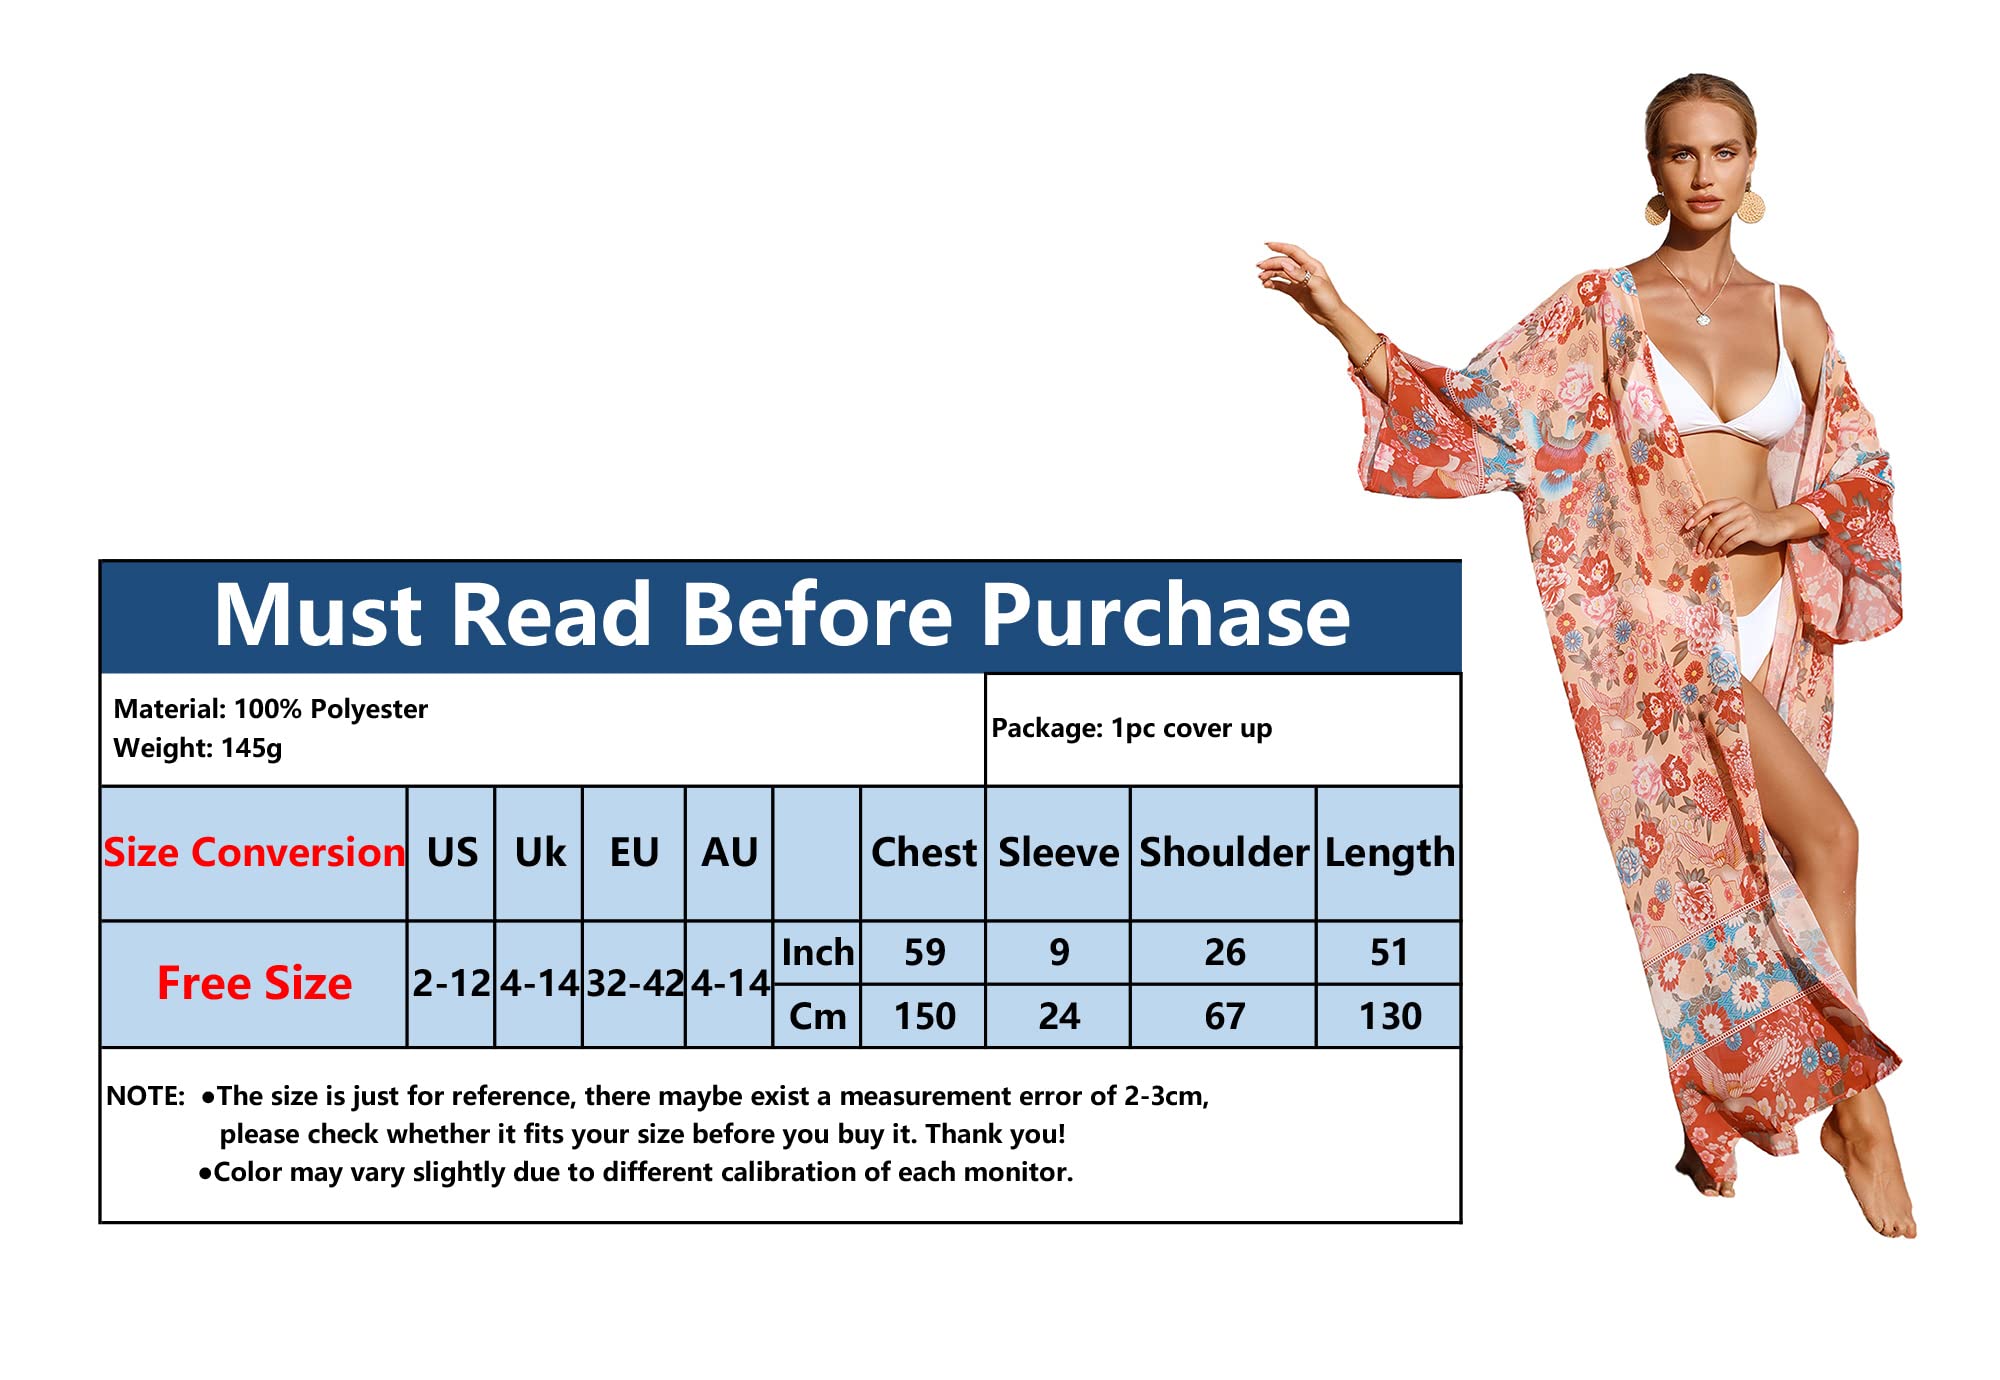 Must Read Before Purchase
Material: 100% Polyester
Weight: 145g
Package: 1pc cover up
Size Conversion US Uk EU AU Chest Sleeve Shoulder Length
Free Size 2-12 4-14 32-42 4-14
Inch 59 9 26 51
Cm 150 24 67 130
NOTE: ●The size is just for reference, there maybe exist a measurement error of 2-3cm,
please check whether it fits your size before you buy it. Thank you!
●Color may vary slightly due to different calibration of each monitor.